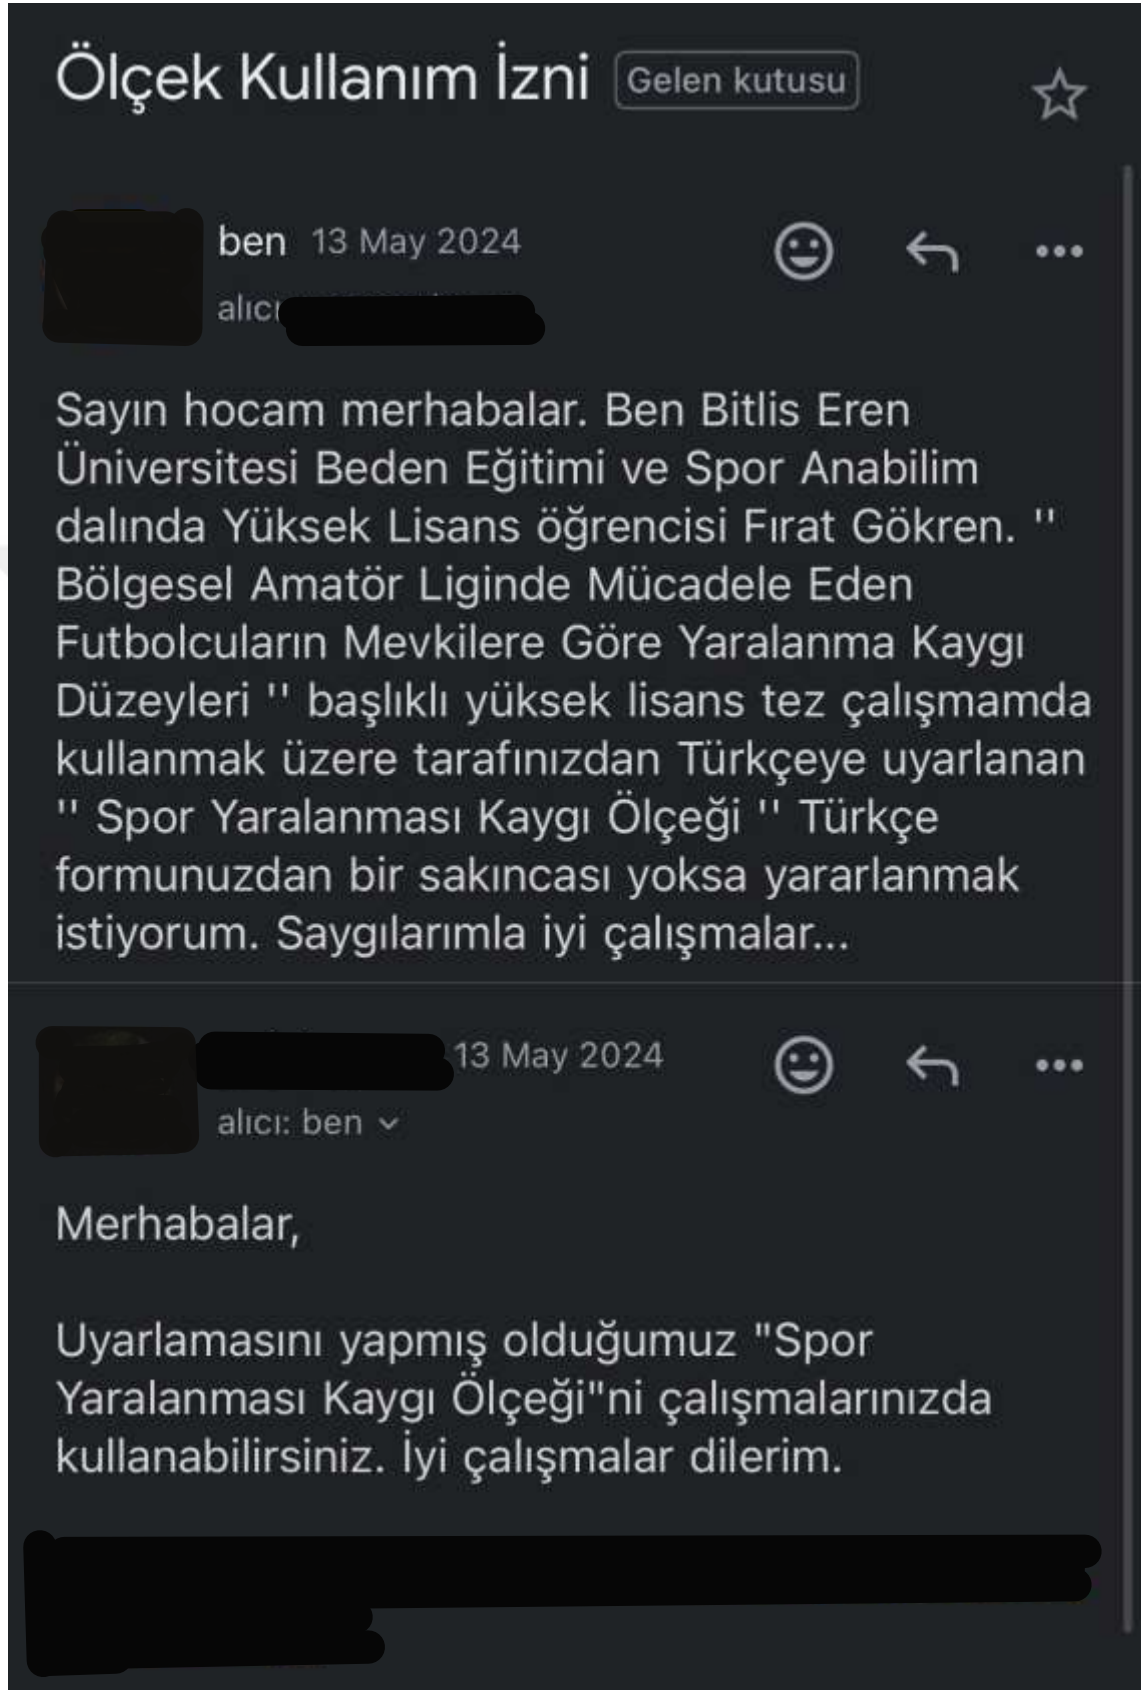 Ölçek Kullanım İzni Gelen kutusu
ben 13 May 2024
alıcı
Sayın hocam merhabalar. Ben Bitlis Eren
Üniversitesi Beden Eğitimi ve Spor Anabilim
dalında Yüksek Lisans öğrencisi Fırat Gökren. ''
Bölgesel Amatör Liginde Mücadele Eden
Futbolcuların Mevkilere Göre Yaralanma Kaygı
Düzeyleri '' başlıklı yüksek lisans tez çalışmamda
kullanmak üzere tarafınızdan Türkçeye uyarlanan
'' Spor Yaralanması Kaygı Ölçeği '' Türkçe
formunuzdan bir sakıncası yoksa yararlanmak
istiyorum. Saygılarımla iyi çalışmalar...
13 May 2024
alıcı: ben
Merhabalar,
Uyarlamasını yapmış olduğumuz "Spor
Yaralanması Kaygı Ölçeği"ni çalışmalarınızda
kullanabilirsiniz. İyi çalışmalar dilerim.